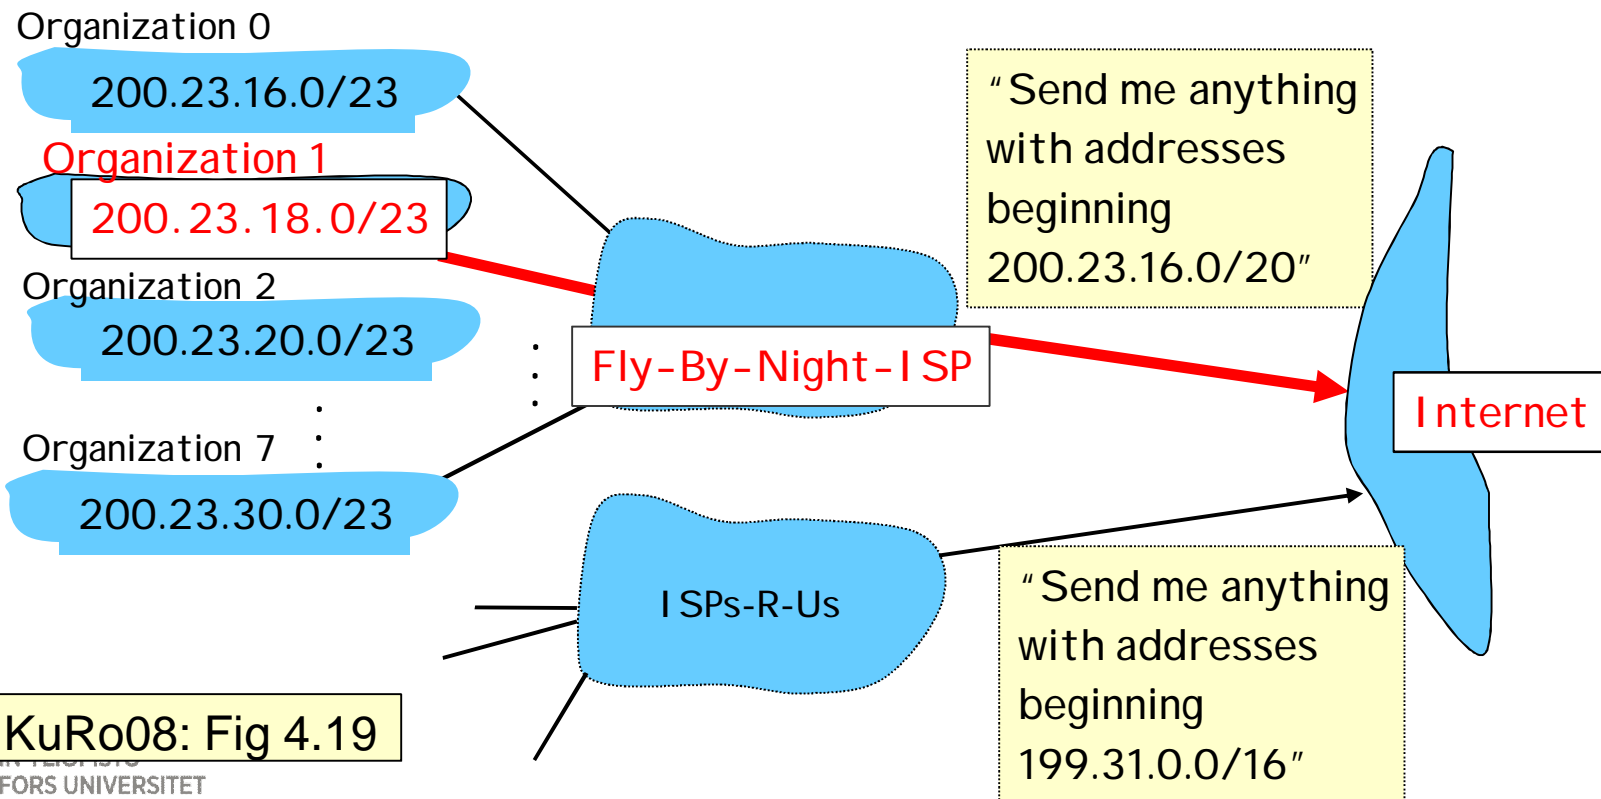 Organization 0
200.23.16.0/23
Organization 1
200.23.18.0/23
Organization 2
200.23.20.0/23
Organization 7
200.23.30.0/23
Fly-By-Night-ISP
ISPs-R-Us
"Send me anything
with addresses
beginning
200.23.16.0/20"
Internet
"Send me anything
with addresses
beginning
199.31.0.0/16"
KuRo08: Fig 4.19
FORS UNIVERSITET